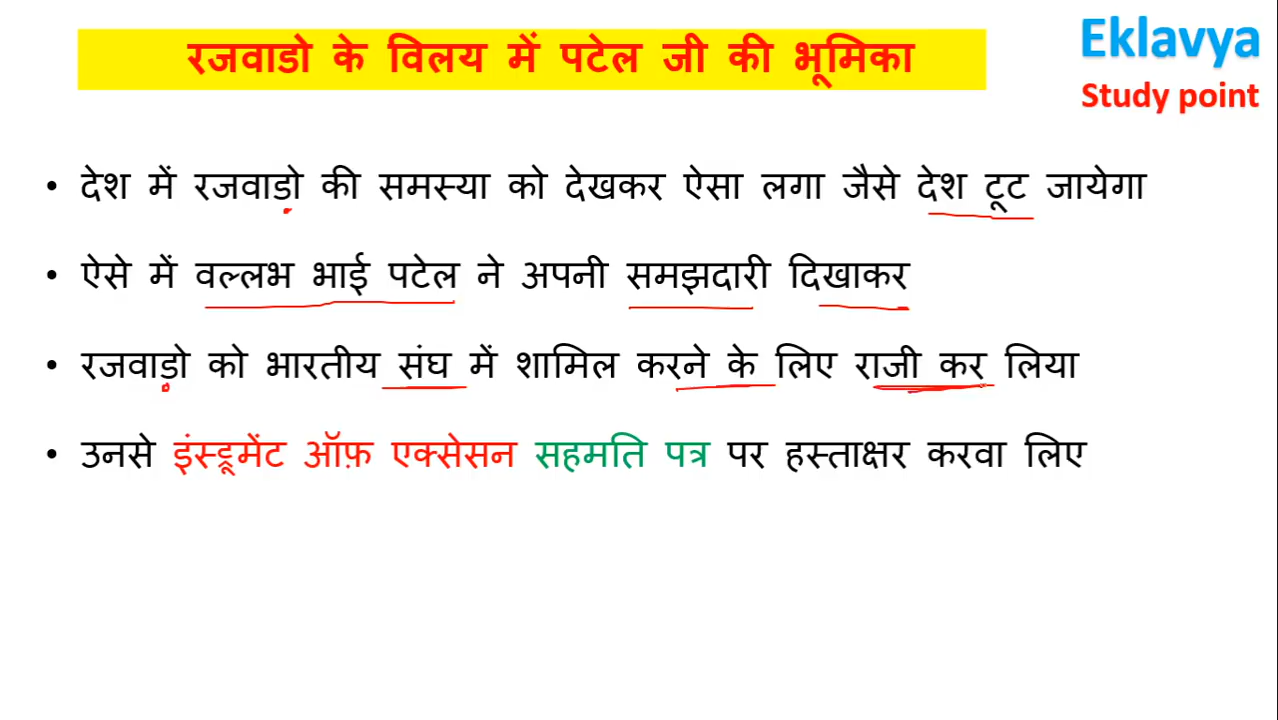 रजवाडो के विलय में पटेल जी की भूमिका
Eklavya
Study point
• देश में रजवाडो की समस्या को देखकर ऐसा लगा जैसे देश टूट जायेगा
• ऐसे में वल्लभ भाई पटेल ने अपनी समझदारी दिखाकर
• रजवाडो को भारतीय संघ में शामिल करने के लिए राजी कर लिया
• उनसे इंस्ड्रूमेंट ऑफ़ एक्सेसन सहमति पत्र पर हस्ताक्षर करवा लिए